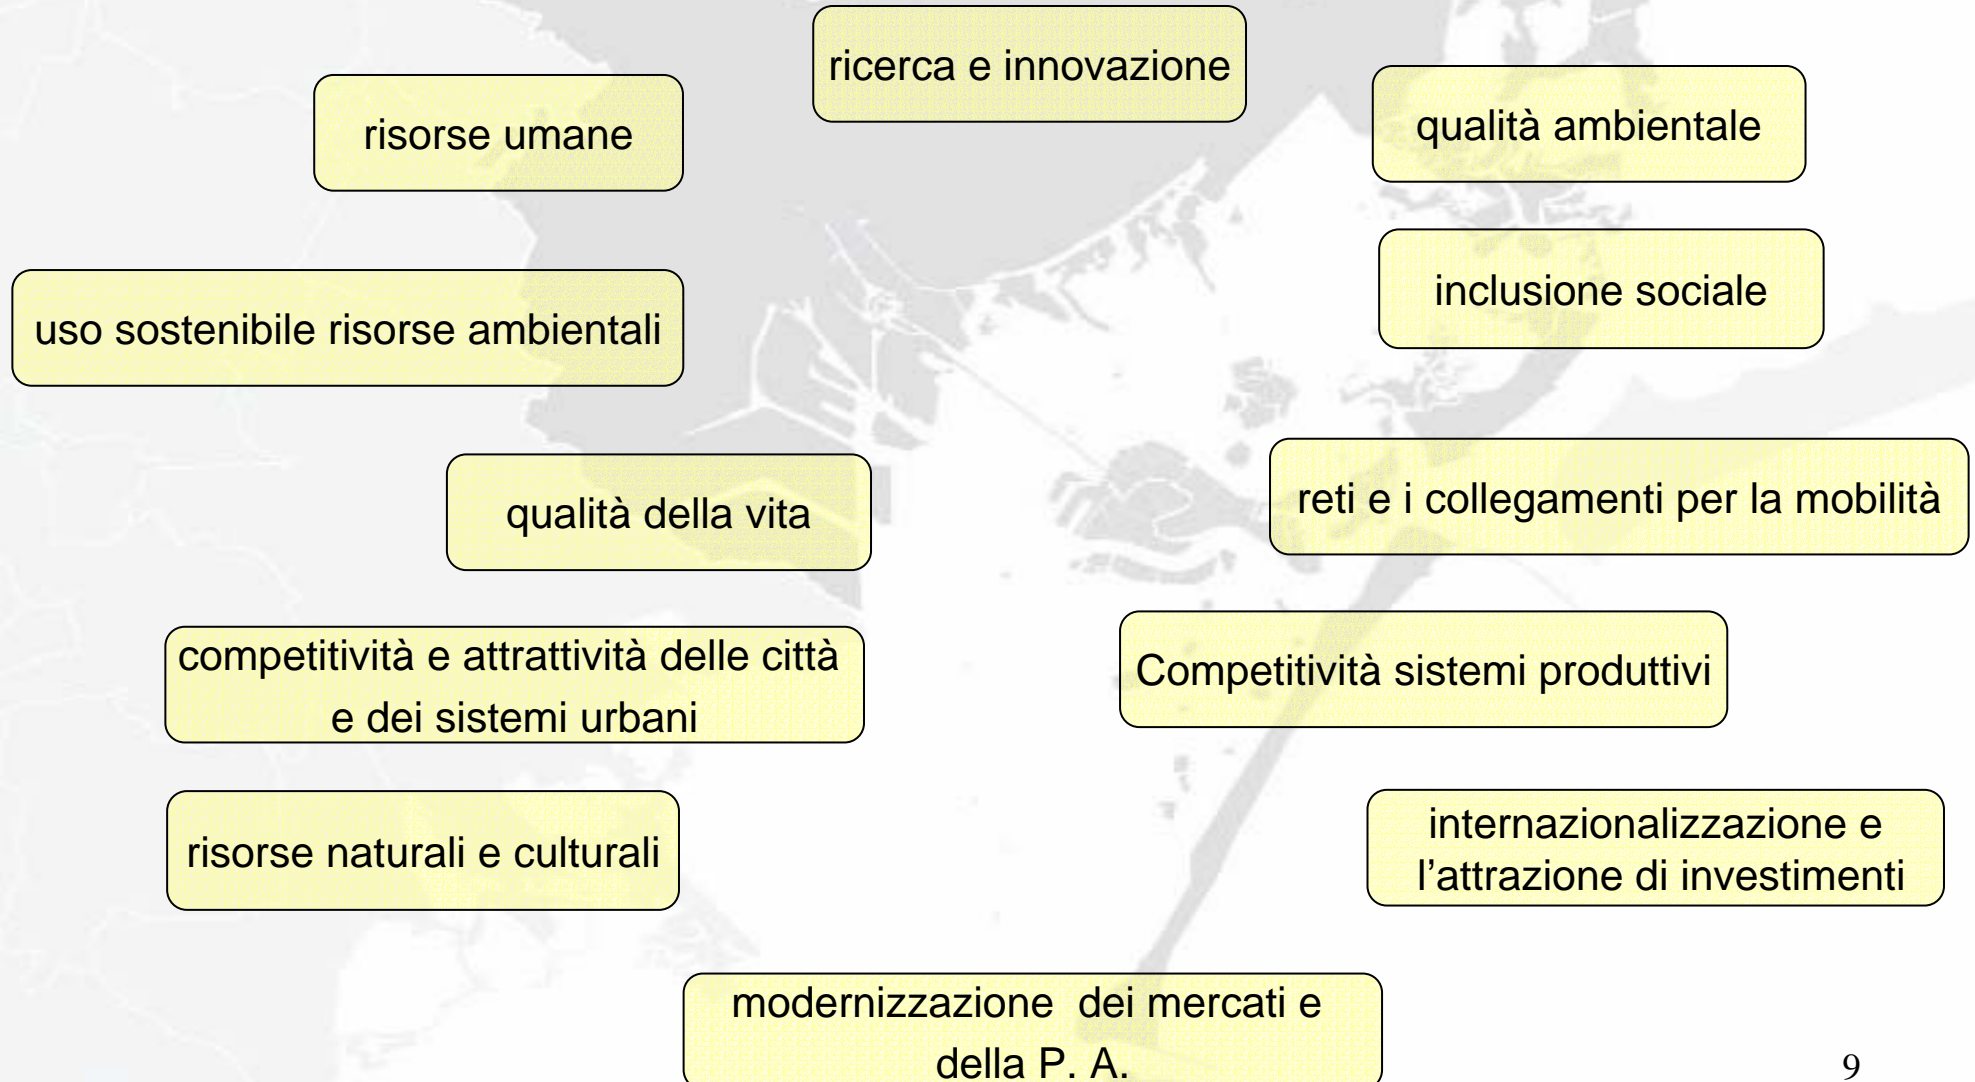 ricerca e innovazione
risorse umane
qualità ambientale
inclusione sociale
uso sostenibile risorse ambientali
qualità della vita
reti e i collegamenti per la mobilità
competitività e attrattività delle città
e dei sistemi urbani
Competitività sistemi produttivi
risorse naturali e culturali
internazionalizzazione e
l’attrazione di investimenti
modernizzazione dei mercati e
della P. A.
9